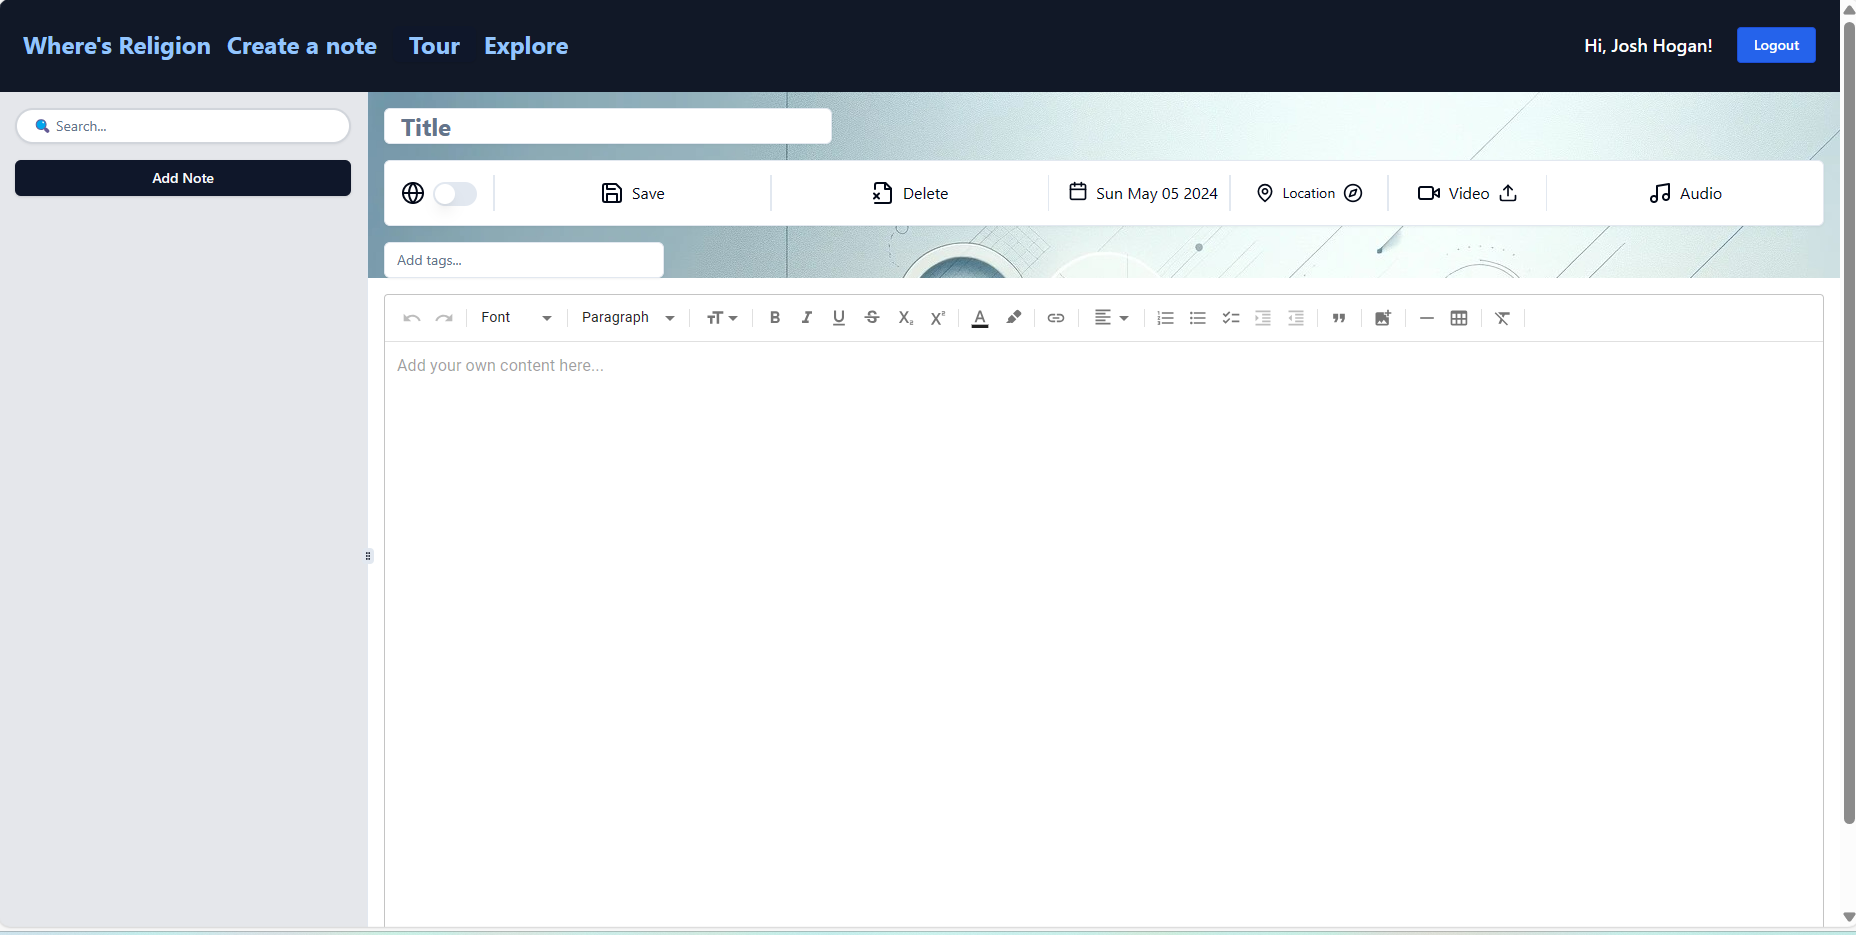 Where's Religion Create a note Tour Explore Hi, Josh Hogan! Logout
Search...
Add Note
Title
Save Delete Sun May 05 2024 Location Video Audio
Add tags...
Font Paragraph
Add your own content here...